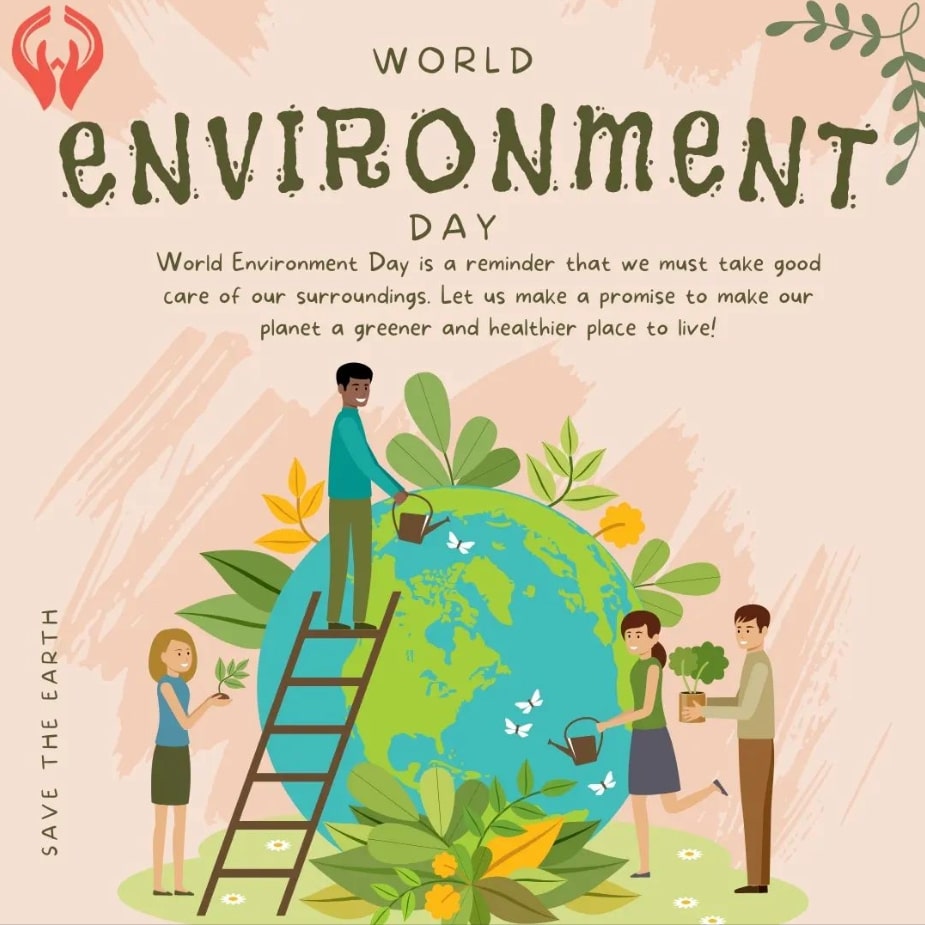 WORLD
ENVIRONMENT
DAY
World Environment Day is a reminder that we must take good
care of our surroundings. Let us make a promise to make our
planet a greener and healthier place to live!
SAVE THE EARTH